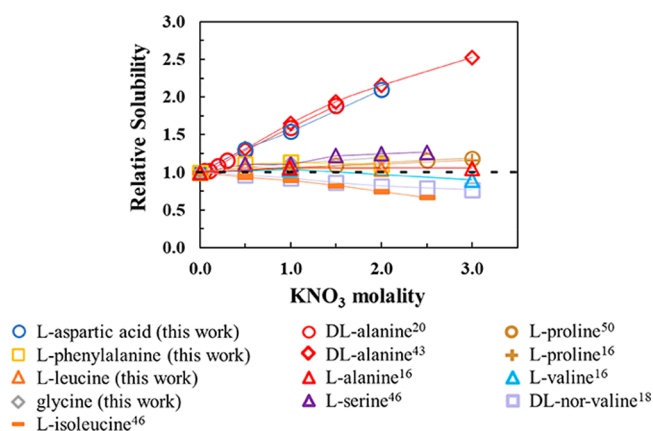 3.0
2.5
2.0
1.5
1.0
0.5
0.0
Relative Solubility
0.0 1.0 2.0 3.0
KNO₃ molality
L-aspartic acid (this work)
L-phenylalanine (this work)
L-leucine (this work)
glycine (this work)
L-isoleucine⁴⁶
DL-alanine²⁰
DL-alanine⁴³
L-alanine¹⁶
L-serine⁴⁶
L-proline⁵⁰
L-proline¹⁶
L-valine¹⁶
DL-nor-valine¹⁸